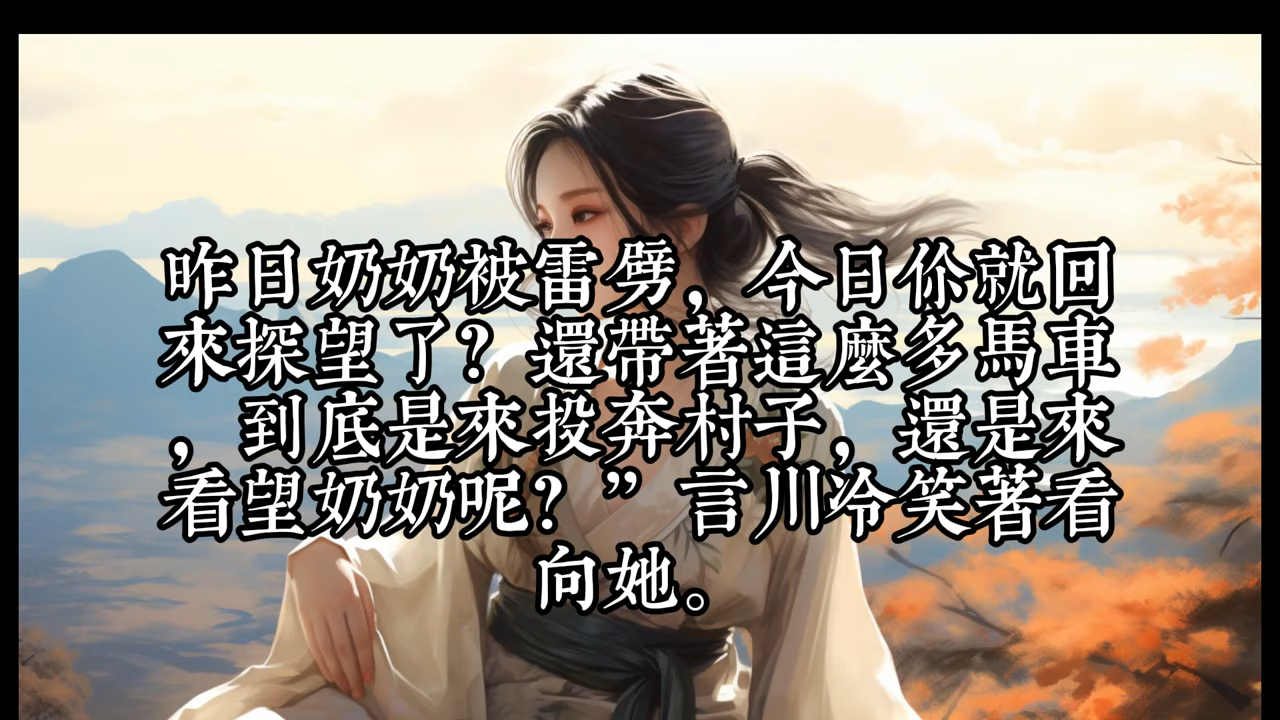 昨日奶奶被雷劈，今日你就回
來探望了？還帶著這麼多馬車
，到底是來投奔村子，還是來
看望奶奶呢？”言川冷笑著看
向她。